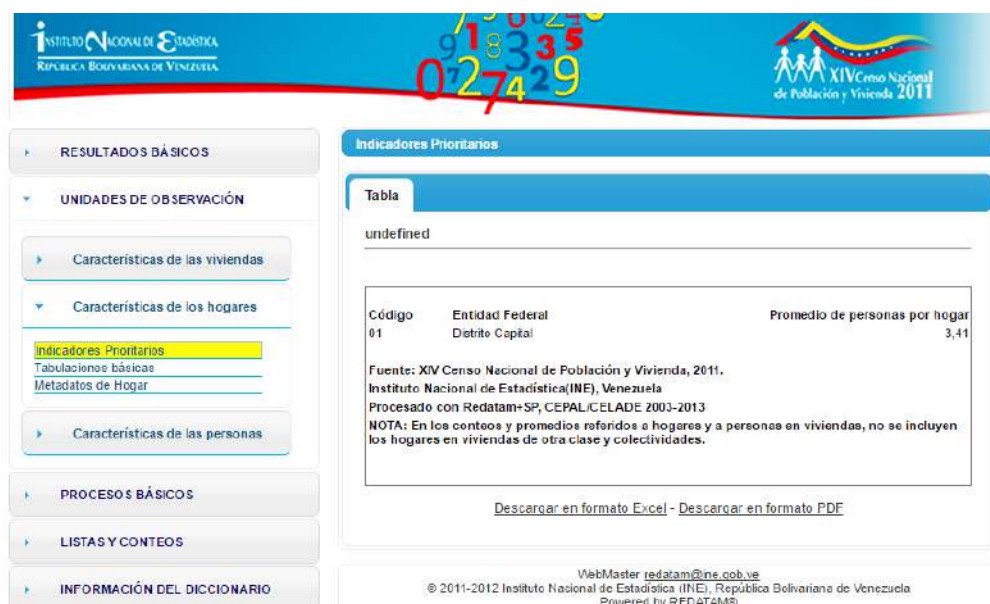 INSTITUTO NACIONAL DE ESTADÍSTICA
REPÚBLICA BOLIVARIANA DE VENEZUELA
XIV Censo Nacional
de Población y Vivienda 2011
RESULTADOS BÁSICOS
UNIDADES DE OBSERVACIÓN
Características de las viviendas
Características de los hogares
Indicadores Prioritarios
Tabulaciones básicas
Metadatos de Hogar
Características de las personas
PROCESOS BÁSICOS
LISTAS Y CONTEOS
INFORMACIÓN DEL DICCIONARIO
Indicadores Prioritarios
Tabla
undefined
Código Entidad Federal Promedio de personas por hogar
01 Distrito Capital 3,41
Fuente: XIV Censo Nacional de Población y Vivienda, 2011.
Instituto Nacional de Estadística(INE), Venezuela
Procesado con Redatam+SP, CEPAL/CELADE 2003-2013
NOTA: En los conteos y promedios referidos a hogares y a personas en viviendas, no se incluyen
los hogares en viviendas de otra clase y colectividades.
Descargar en formato Excel - Descargar en formato PDF
WebMaster redatam@ine.gob.ve
© 2011-2012 Instituto Nacional de Estadística (INE), República Bolivariana de Venezuela
Powered by REDATAM®